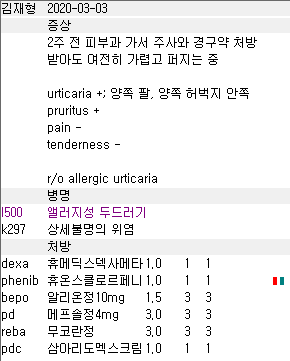 김재형 2020-03-03
증상
2주 전 피부과 가서 주사와 경구약 처방
받아도 여전히 가렵고 퍼지는 중
urticaria +; 양쪽 팔, 양쪽 허벅지 안쪽
pruritus +
pain -
tenderness -
r/o allergic urticaria
병명
l500 앨러지성 두드러기
k297 상세불명의 위염
처방
dexa 휴메딕스덱사메타 1.0 1 1
phenib 휴온스클로르페니 1.0 1 1
bepo 알리온정10mg 1.5 3 3
pd 메프솔정4mg 3.0 3 3
reba 무코란정 3.0 3 3
pdc 삼아리도멕스크림 1.0 1 1